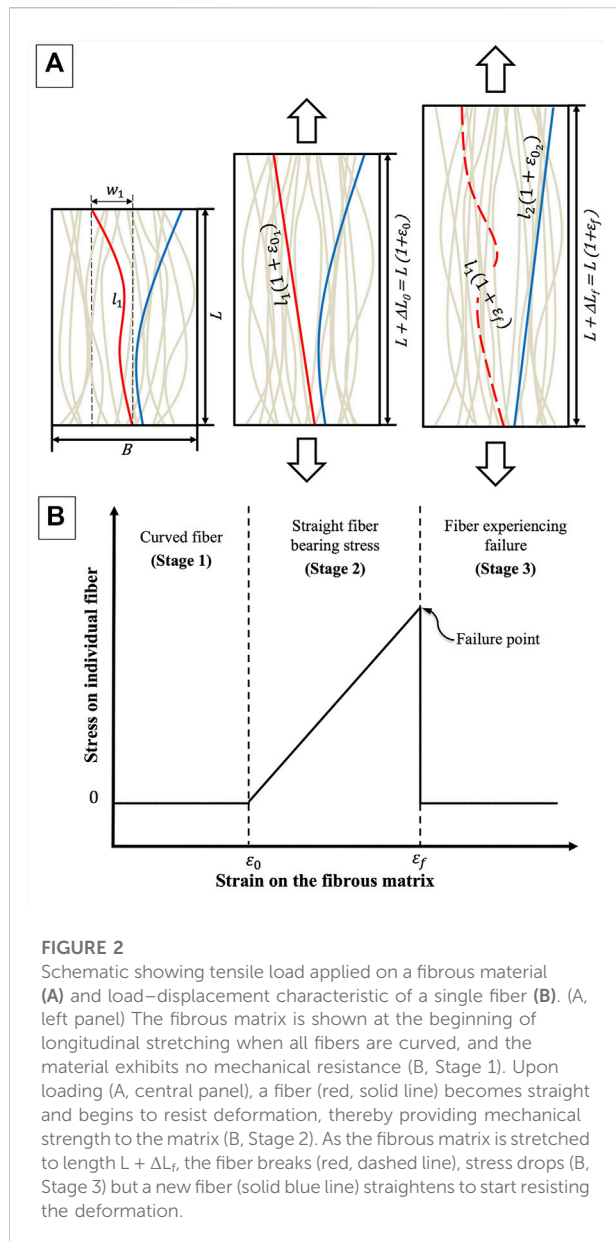 A
w₁
l₁
L
B
l₁(1 + ε₀₁)
L + ΔL₀ = L (1+ε₀)
l₁(1 + εf)
l₂(1 + ε₀₂)
L + ΔLf = L (1+εf)
B
Curved fiber
(Stage 1)
Straight fiber
bearing stress
(Stage 2)
Fiber experiencing
failure
(Stage 3)
Failure point
Stress on individual fiber
0
ε₀
εf
Strain on the fibrous matrix
FIGURE 2
Schematic showing tensile load applied on a fibrous material
(A) and load–displacement characteristic of a single fiber (B). (A,
left panel) The fibrous matrix is shown at the beginning of
longitudinal stretching when all fibers are curved, and the
material exhibits no mechanical resistance (B, Stage 1). Upon
loading (A, central panel), a fiber (red, solid line) becomes straight
and begins to resist deformation, thereby providing mechanical
strength to the matrix (B, Stage 2). As the fibrous matrix is stretched
to length L + ΔLf, the fiber breaks (red, dashed line), stress drops (B,
Stage 3) but a new fiber (solid blue line) straightens to start resisting
the deformation.